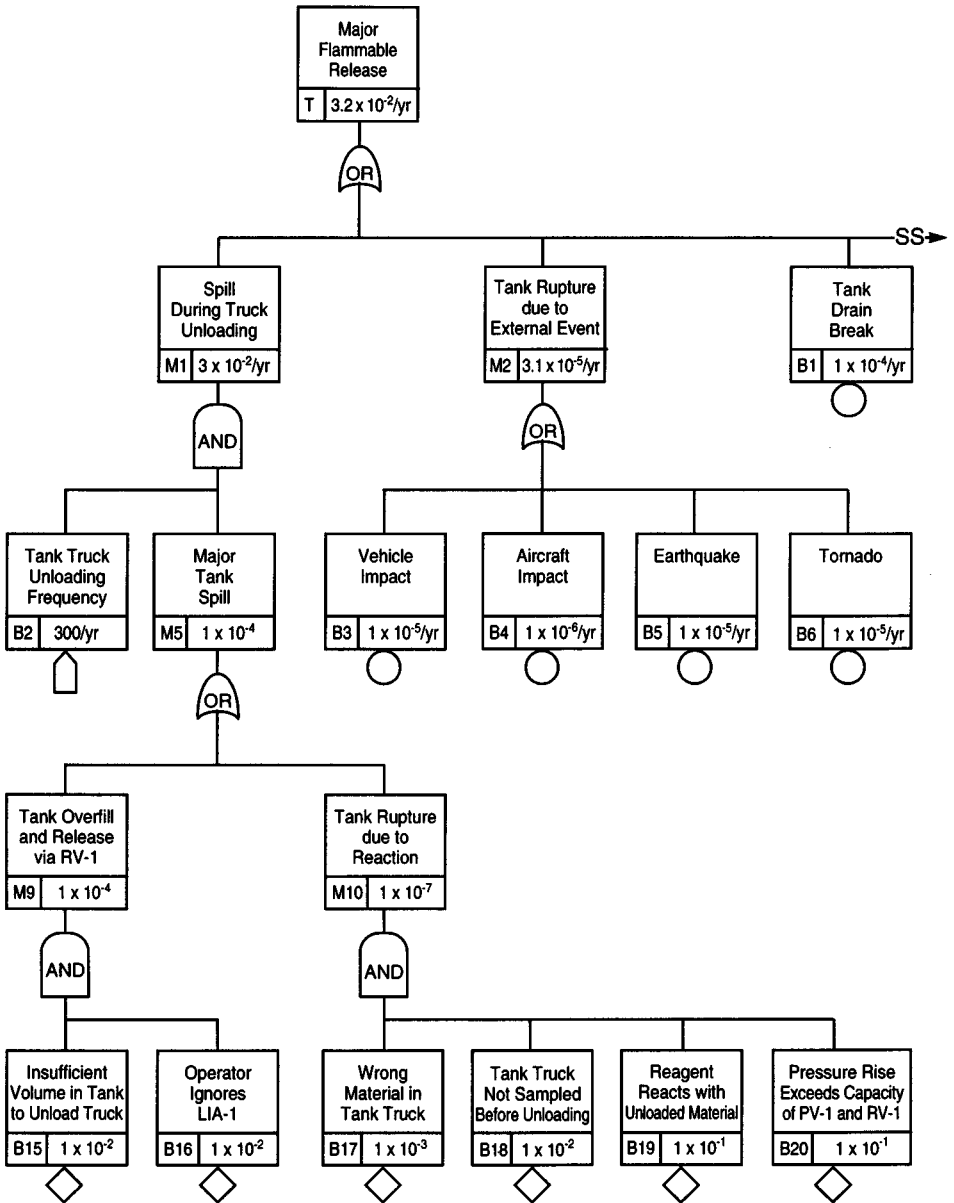 Major
Flammable
Release
T 3.2 x 10⁻²/yr
OR
SS
Spill
During Truck
Unloading
M1 3 x 10⁻²/yr
Tank Rupture
due to
External Event
M2 3.1 x 10⁻⁵/yr
Tank
Drain
Break
B1 1 x 10⁻⁴/yr
AND
OR
Tank Truck
Unloading
Frequency
B2 300/yr
Major
Tank
Spill
M5 1 x 10⁻⁴
Vehicle
Impact
B3 1 x 10⁻⁵/yr
Aircraft
Impact
B4 1 x 10⁻⁶/yr
Earthquake
B5 1 x 10⁻⁵/yr
Tornado
B6 1 x 10⁻⁵/yr
OR
Tank Overfill
and Release
via RV-1
M9 1 x 10⁻⁴
Tank Rupture
due to
Reaction
M10 1 x 10⁻⁷
AND
AND
Insufficient
Volume in Tank
to Unload Truck
B15 1 x 10⁻²
Operator
Ignores
LIA-1
B16 1 x 10⁻²
Wrong
Material in
Tank Truck
B17 1 x 10⁻³
Tank Truck
Not Sampled
Before Unloading
B18 1 x 10⁻²
Reagent
Reacts with
Unloaded Material
B19 1 x 10⁻¹
Pressure Rise
Exceeds Capacity
of PV-1 and RV-1
B20 1 x 10⁻¹